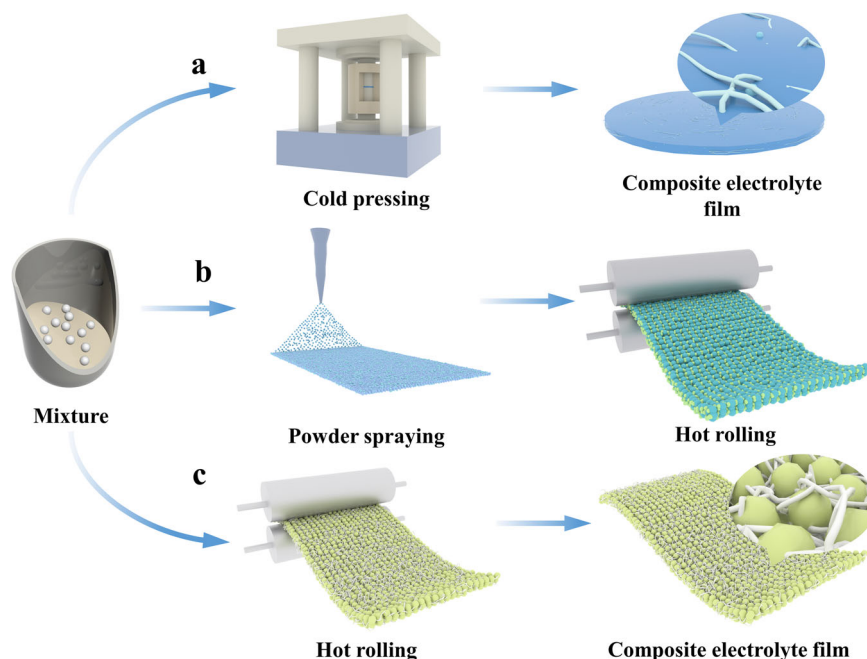 a
Cold pressing
Composite electrolyte
film
b
Mixture
Powder spraying
Hot rolling
c
Hot rolling
Composite electrolyte film